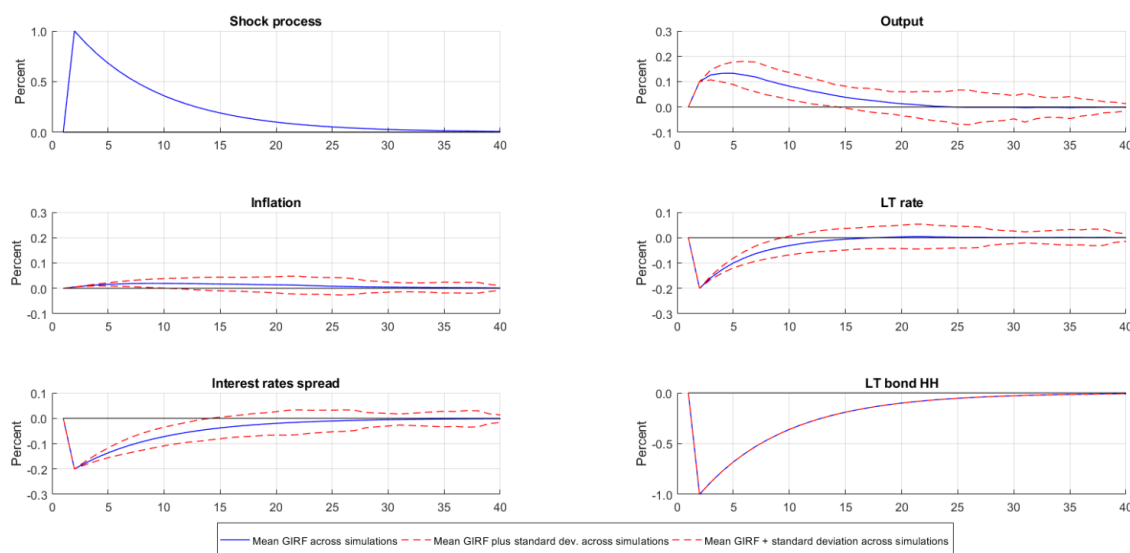 Shock process
Percent
1.0
0.5
0.0
0 5 10 15 20 25 30 35 40
Output
Percent
0.3
0.2
0.1
0.0
-0.1
0 5 10 15 20 25 30 35 40
Inflation
Percent
0.3
0.2
0.1
0.0
-0.1
0 5 10 15 20 25 30 35 40
LT rate
Percent
0.1
0.0
-0.1
-0.2
-0.3
0 5 10 15 20 25 30 35 40
Interest rates spread
Percent
0.1
0.0
-0.1
-0.2
-0.3
0 5 10 15 20 25 30 35 40
LT bond HH
Percent
0.0
-0.5
-1.0
0 5 10 15 20 25 30 35 40
Mean GIRF across simulations Mean GIRF plus standard dev. across simulations Mean GIRF + standard deviation across simulations